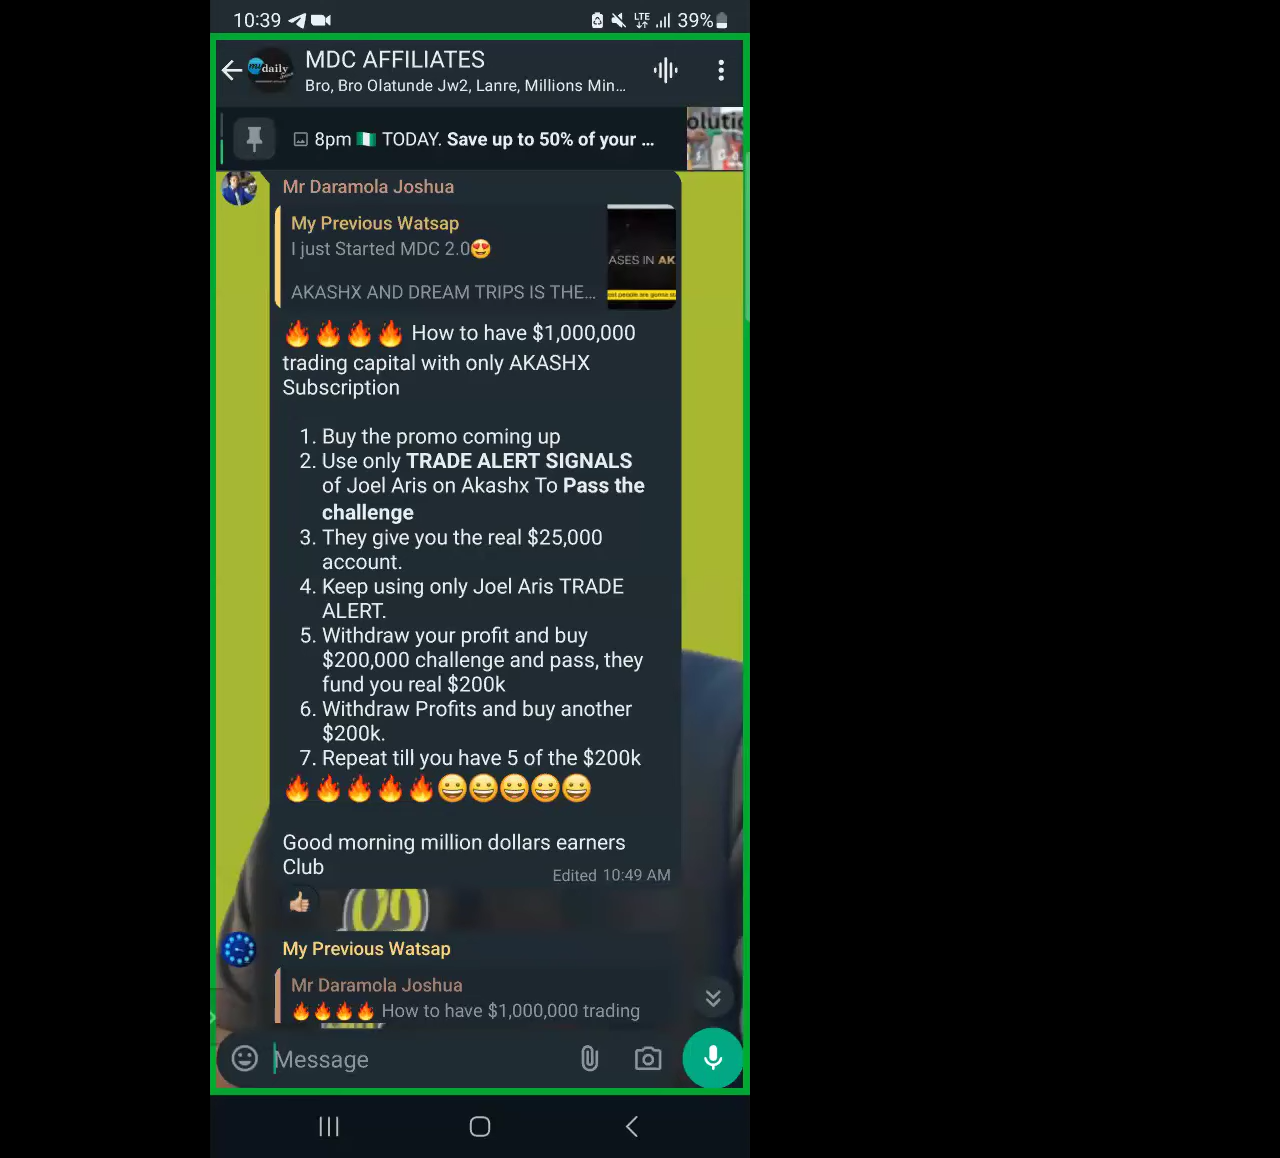 10:39
LTE
39%
my daily
MDC AFFILIATES
Bro, Bro Olatunde Jw2, Lanre, Millions Min...
8pm 🇳🇬 TODAY. Save up to 50% of your ...
olutio
Mr Daramola Joshua
My Previous Watsap
I just Started MDC 2.0😍
ASES IN AK
AKASHX AND DREAM TRIPS IS THE...
🔥🔥🔥🔥 How to have $1,000,000
trading capital with only AKASHX
Subscription
1. Buy the promo coming up
2. Use only TRADE ALERT SIGNALS
of Joel Aris on Akashx To Pass the
challenge
3. They give you the real $25,000
account.
4. Keep using only Joel Aris TRADE
ALERT.
5. Withdraw your profit and buy
$200,000 challenge and pass, they
fund you real $200k
6. Withdraw Profits and buy another
$200k.
7. Repeat till you have 5 of the $200k
🔥🔥🔥🔥🔥😀😀😀😀😀
Good morning million dollars earners
Club
Edited 10:49 AM
👍🏼
My Previous Watsap
Mr Daramola Joshua
🔥🔥🔥🔥 How to have $1,000,000 trading
Message